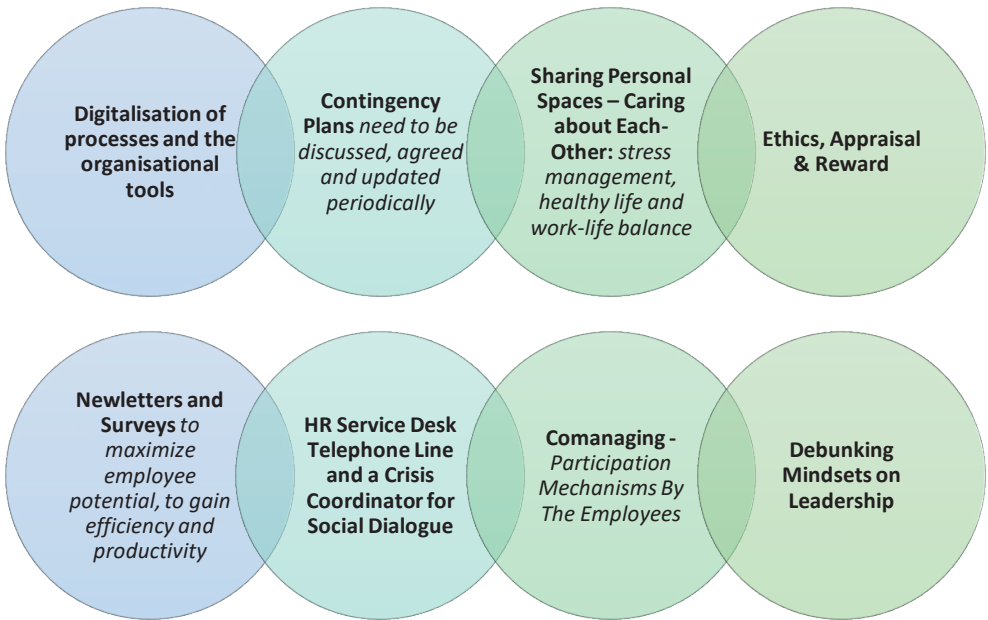 Digitalisation of
processes and the
organisational
tools
Contingency
Plans need to be
discussed, agreed
and updated
periodically
Sharing Personal
Spaces – Caring
about Each-
Other: stress
management,
healthy life and
work-life balance
Ethics, Appraisal
& Reward
Newletters and
Surveys to
maximize
employee
potential, to gain
efficiency and
productivity
HR Service Desk
Telephone Line
and a Crisis
Coordinator for
Social Dialogue
Comanaging -
Participation
Mechanisms By
The Employees
Debunking
Mindsets on
Leadership